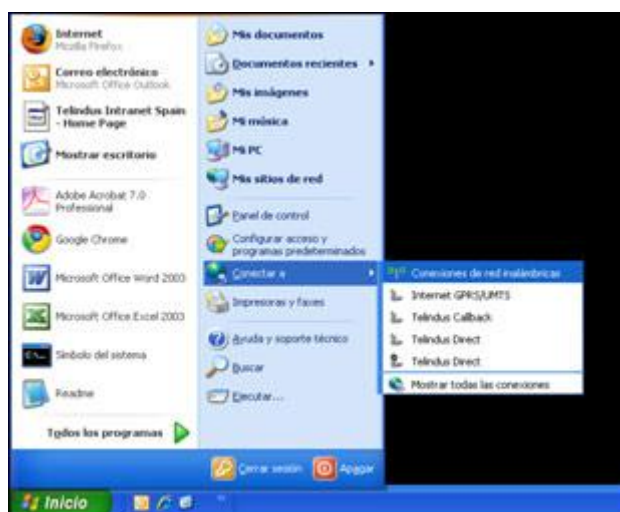 Internet
Mozilla Firefox
Correo electrónico
Microsoft Office Outlook
Telindus Intranet Spain
- Home Page
Mostrar escritorio
Adobe Acrobat 7.0
Professional
Google Chrome
Microsoft Office Word 2003
Microsoft Office Excel 2003
Símbolo del sistema
Readme
Todos los programas
Mis documentos
Documentos recientes
Mis imágenes
Mi música
Mi PC
Mis sitios de red
Panel de control
Configurar acceso y
programas predeterminados
Conectar a
Impresoras y faxes
Ayuda y soporte técnico
Buscar
Ejecutar...
Conexiones de red inalámbricas
Internet GPRS/UMTS
Telindus Callback
Telindus Direct
Telindus Direct
Mostrar todas las conexiones
Cerrar sesión
Apagar
Inicio